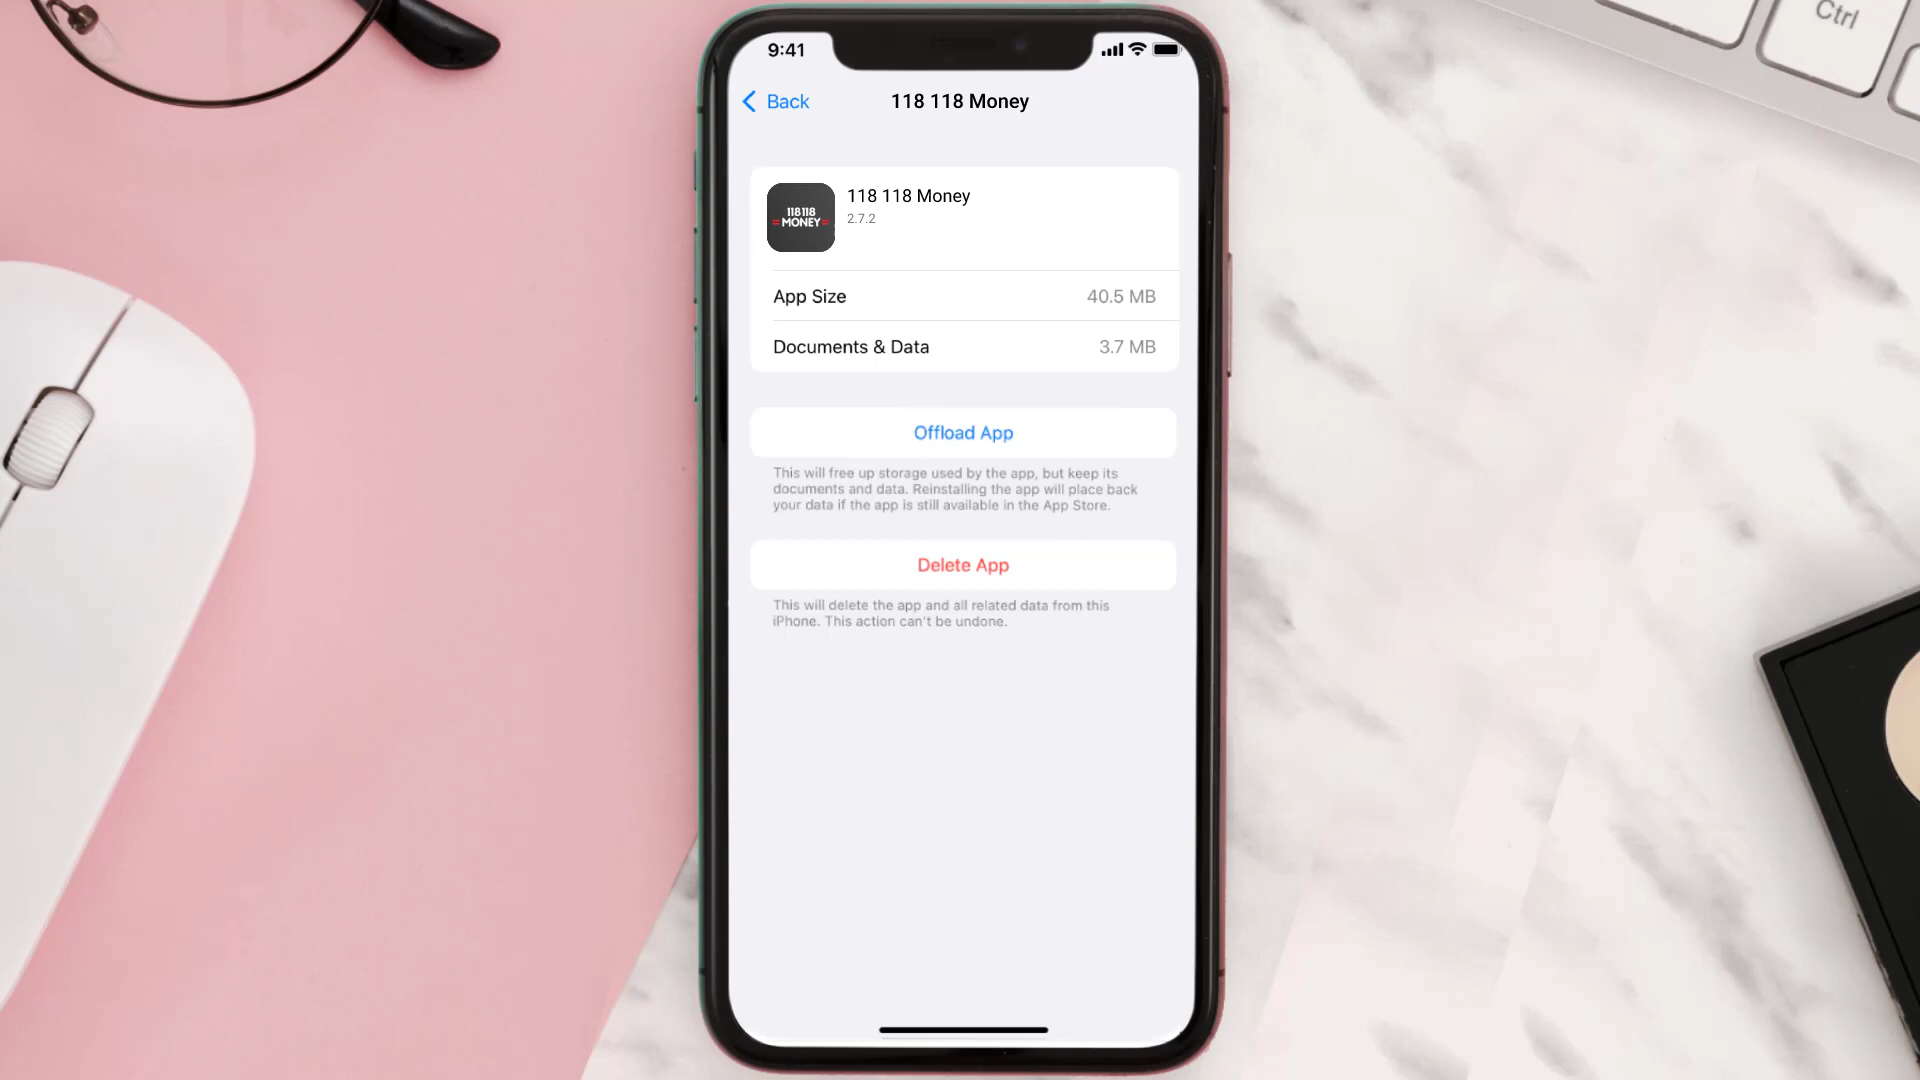 Ctrl
9:41
Back
118 118 Money
118 118
MONEY
118 118 Money
2.7.2
App Size
40.5 MB
Documents & Data
3.7 MB
Offload App
This will free up storage used by the app, but keep its
documents and data. Reinstalling the app will place back
your data if the app is still available in the App Store.
Delete App
This will delete the app and all related data from this
iPhone. This action can't be undone.